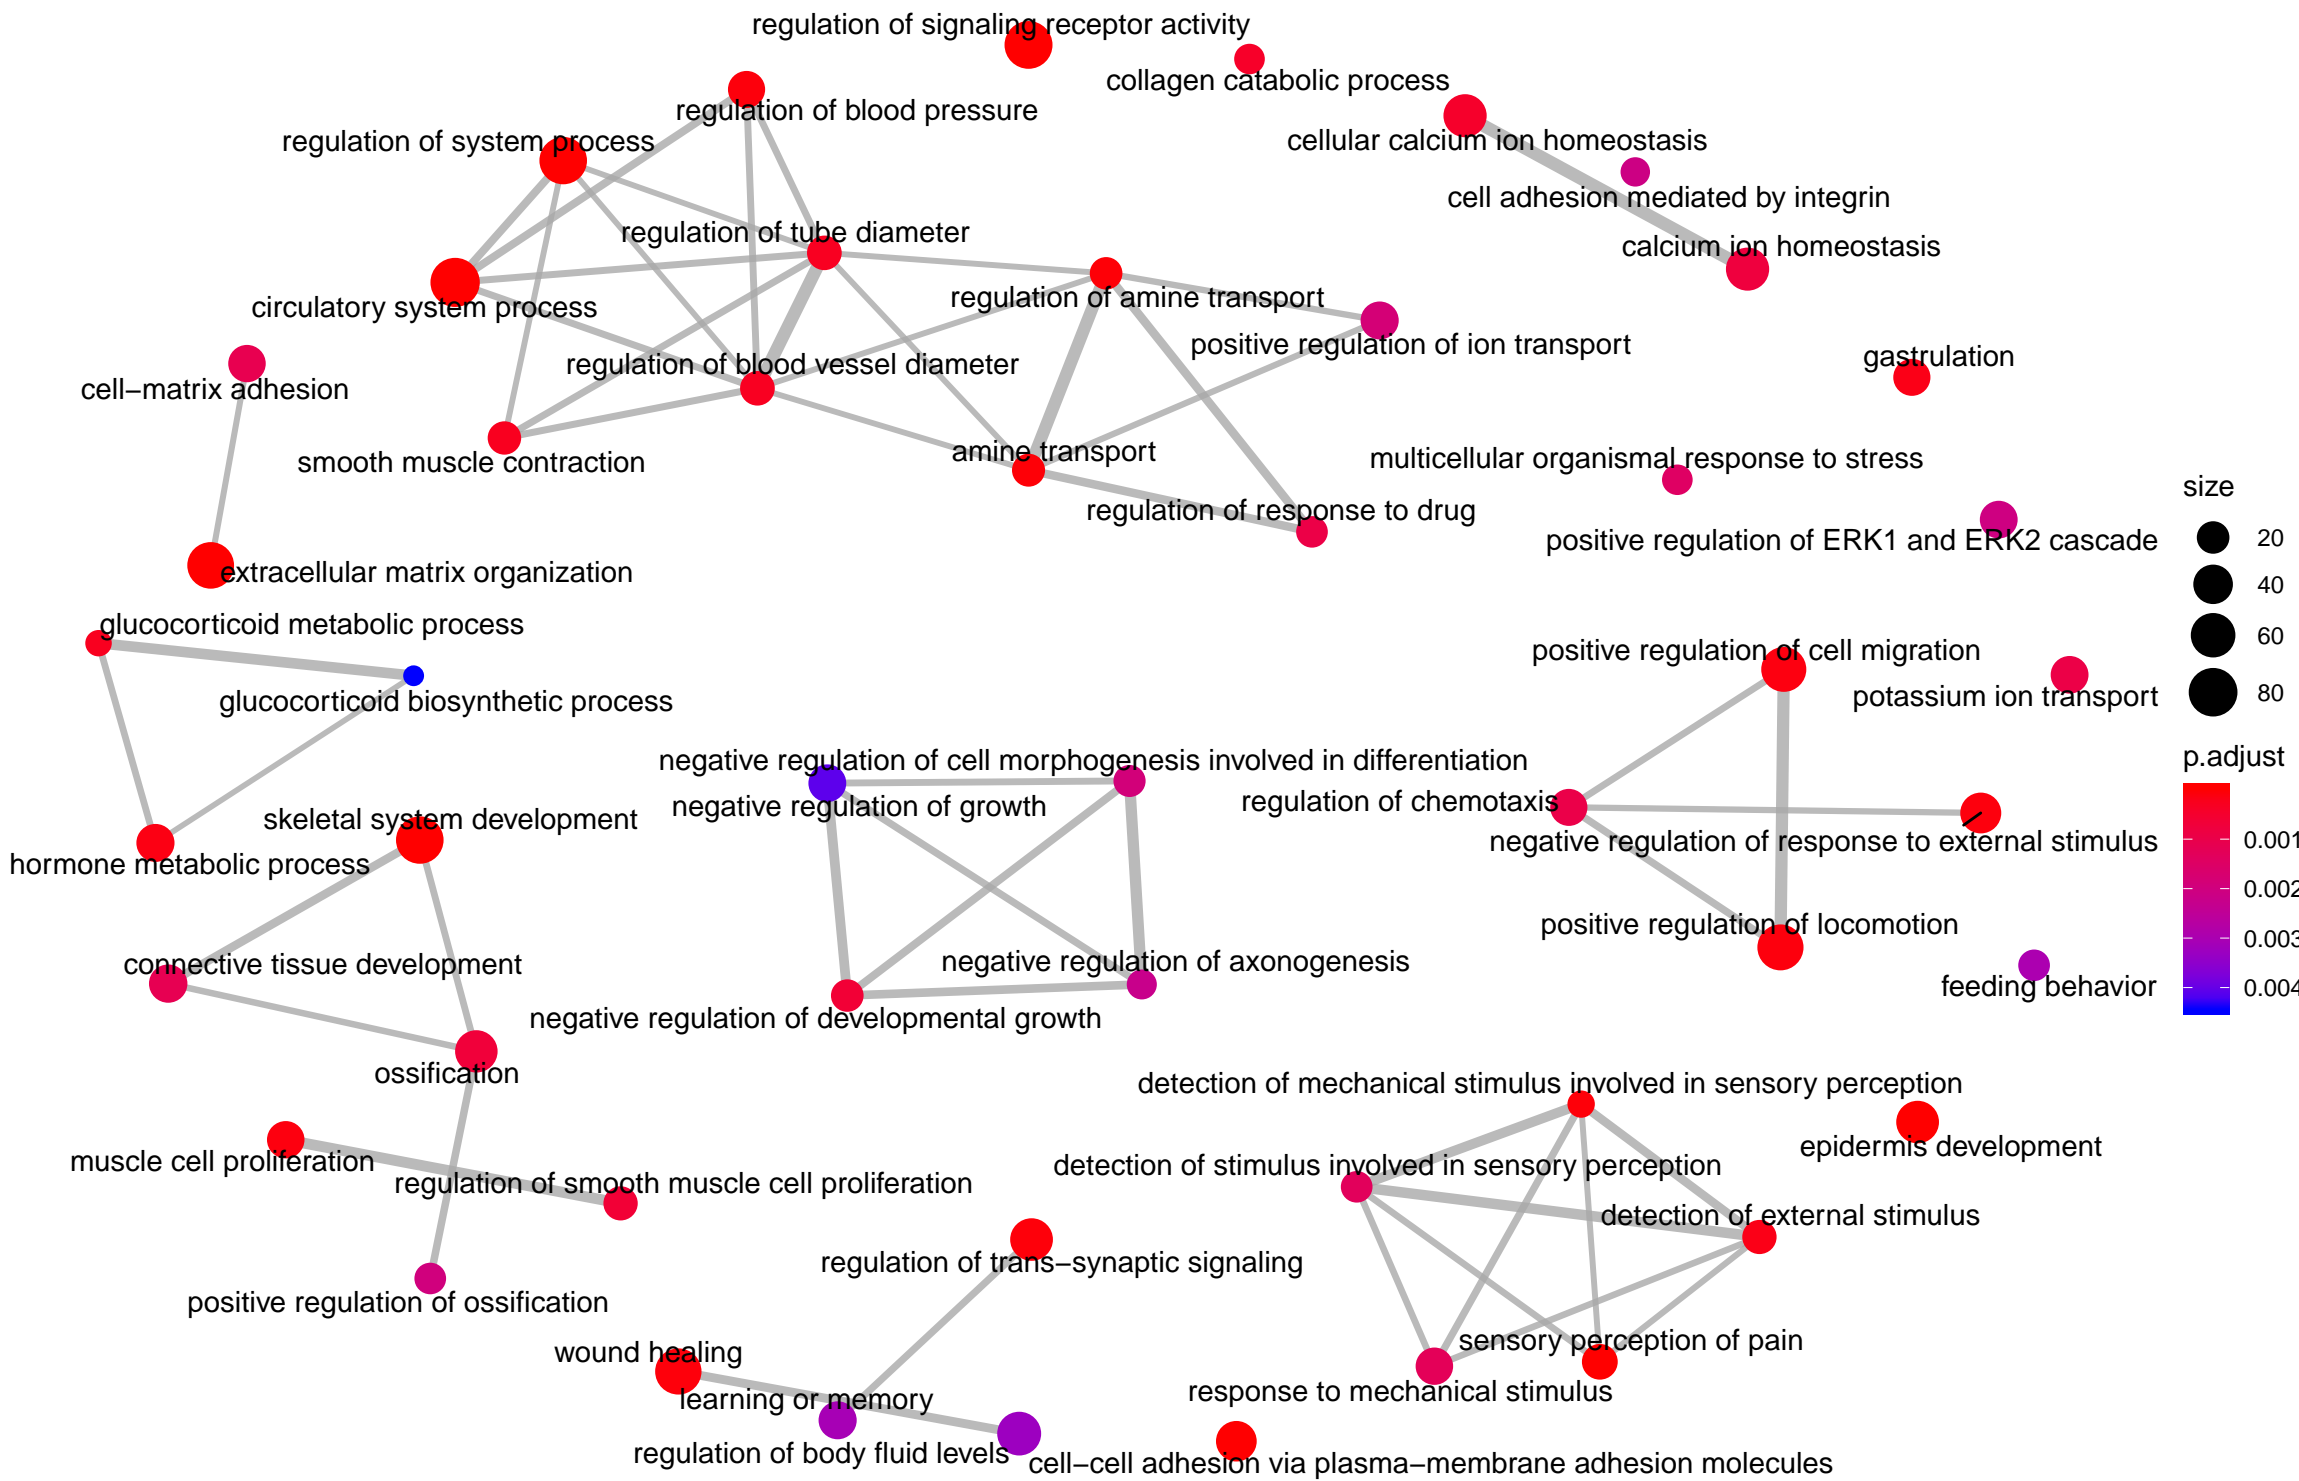 regulation of signaling receptor activity
collagen catabolic process
regulation of blood pressure
regulation of system process
cellular calcium ion homeostasis
cell adhesion mediated by integrin
regulation of tube diameter
calcium ion homeostasis
regulation of amine transport
circulatory system process
positive regulation of ion transport
gastrulation
regulation of blood vessel diameter
cell−matrix adhesion
amine transport
multicellular organismal response to stress
smooth muscle contraction
size
regulation of response to drug
positive regulation of ERK1 and ERK2 cascade
20
extracellular matrix organization
40
glucocorticoid metabolic process
60
positive regulation of cell migration
80
potassium ion transport
glucocorticoid biosynthetic process
p.adjust
negative regulation of cell morphogenesis involved in differentiation
regulation of chemotaxis
negative regulation of growth
skeletal system development
0.001
negative regulation of response to external stimulus
hormone metabolic process
0.002
positive regulation of locomotion
0.003
negative regulation of axonogenesis
connective tissue development
feeding behavior
0.004
negative regulation of developmental growth
ossification
detection of mechanical stimulus involved in sensory perception
epidermis development
muscle cell proliferation
detection of stimulus involved in sensory perception
regulation of smooth muscle cell proliferation
detection of external stimulus
regulation of trans−synaptic signaling
positive regulation of ossification
sensory perception of pain
wound healing
response to mechanical stimulus
learning or memory
regulation of body fluid levels
cell−cell adhesion via plasma−membrane adhesion molecules